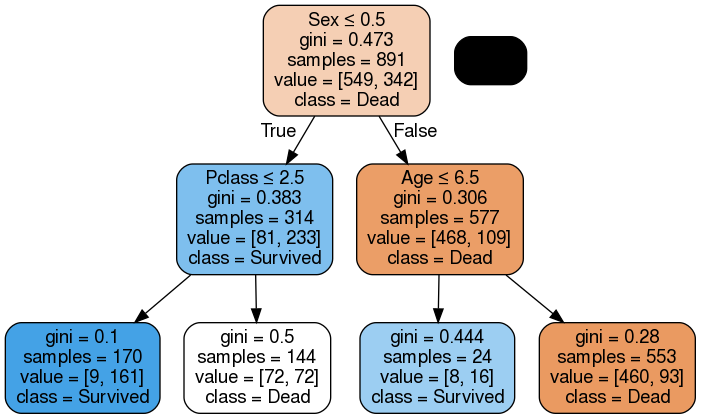 Sex ≤ 0.5
gini = 0.473
samples = 891
value = [549, 342]
class = Dead
True
False
Pclass ≤ 2.5
gini = 0.383
samples = 314
value = [81, 233]
class = Survived
Age ≤ 6.5
gini = 0.306
samples = 577
value = [468, 109]
class = Dead
gini = 0.1
samples = 170
value = [9, 161]
class = Survived
gini = 0.5
samples = 144
value = [72, 72]
class = Dead
gini = 0.444
samples = 24
value = [8, 16]
class = Survived
gini = 0.28
samples = 553
value = [460, 93]
class = Dead